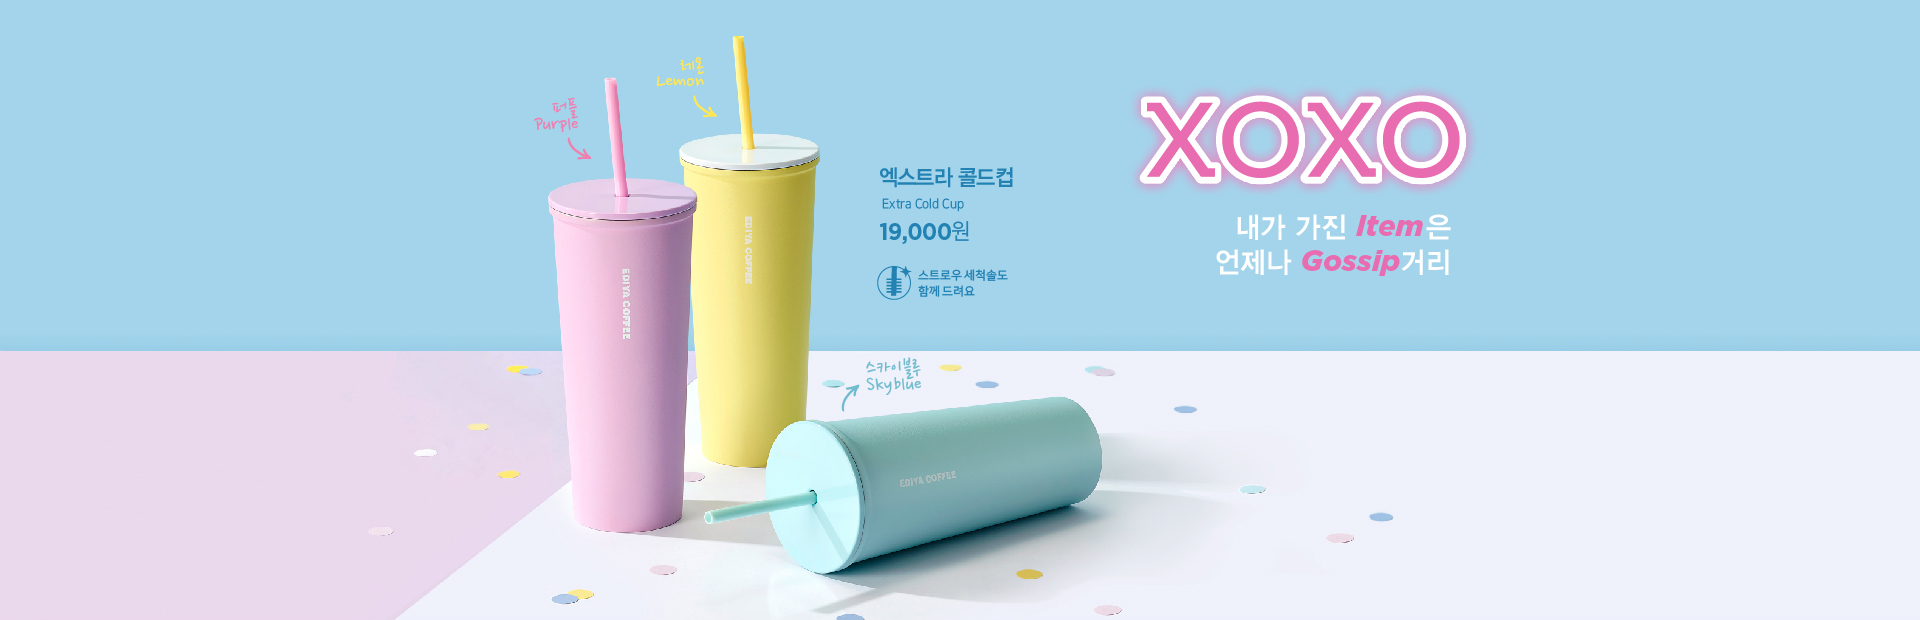 레몬
Lemon
퍼플
Purple
EDIYA COFFEE
EDIYA COFFEE
엑스트라 콜드컵
Extra Cold Cup
19,000원
스트로우 세척솔도
함께 드려요
스카이블루
Skyblue
EDIYA COFFEE
XOXO
내가 가진 Item은
언제나 Gossip거리